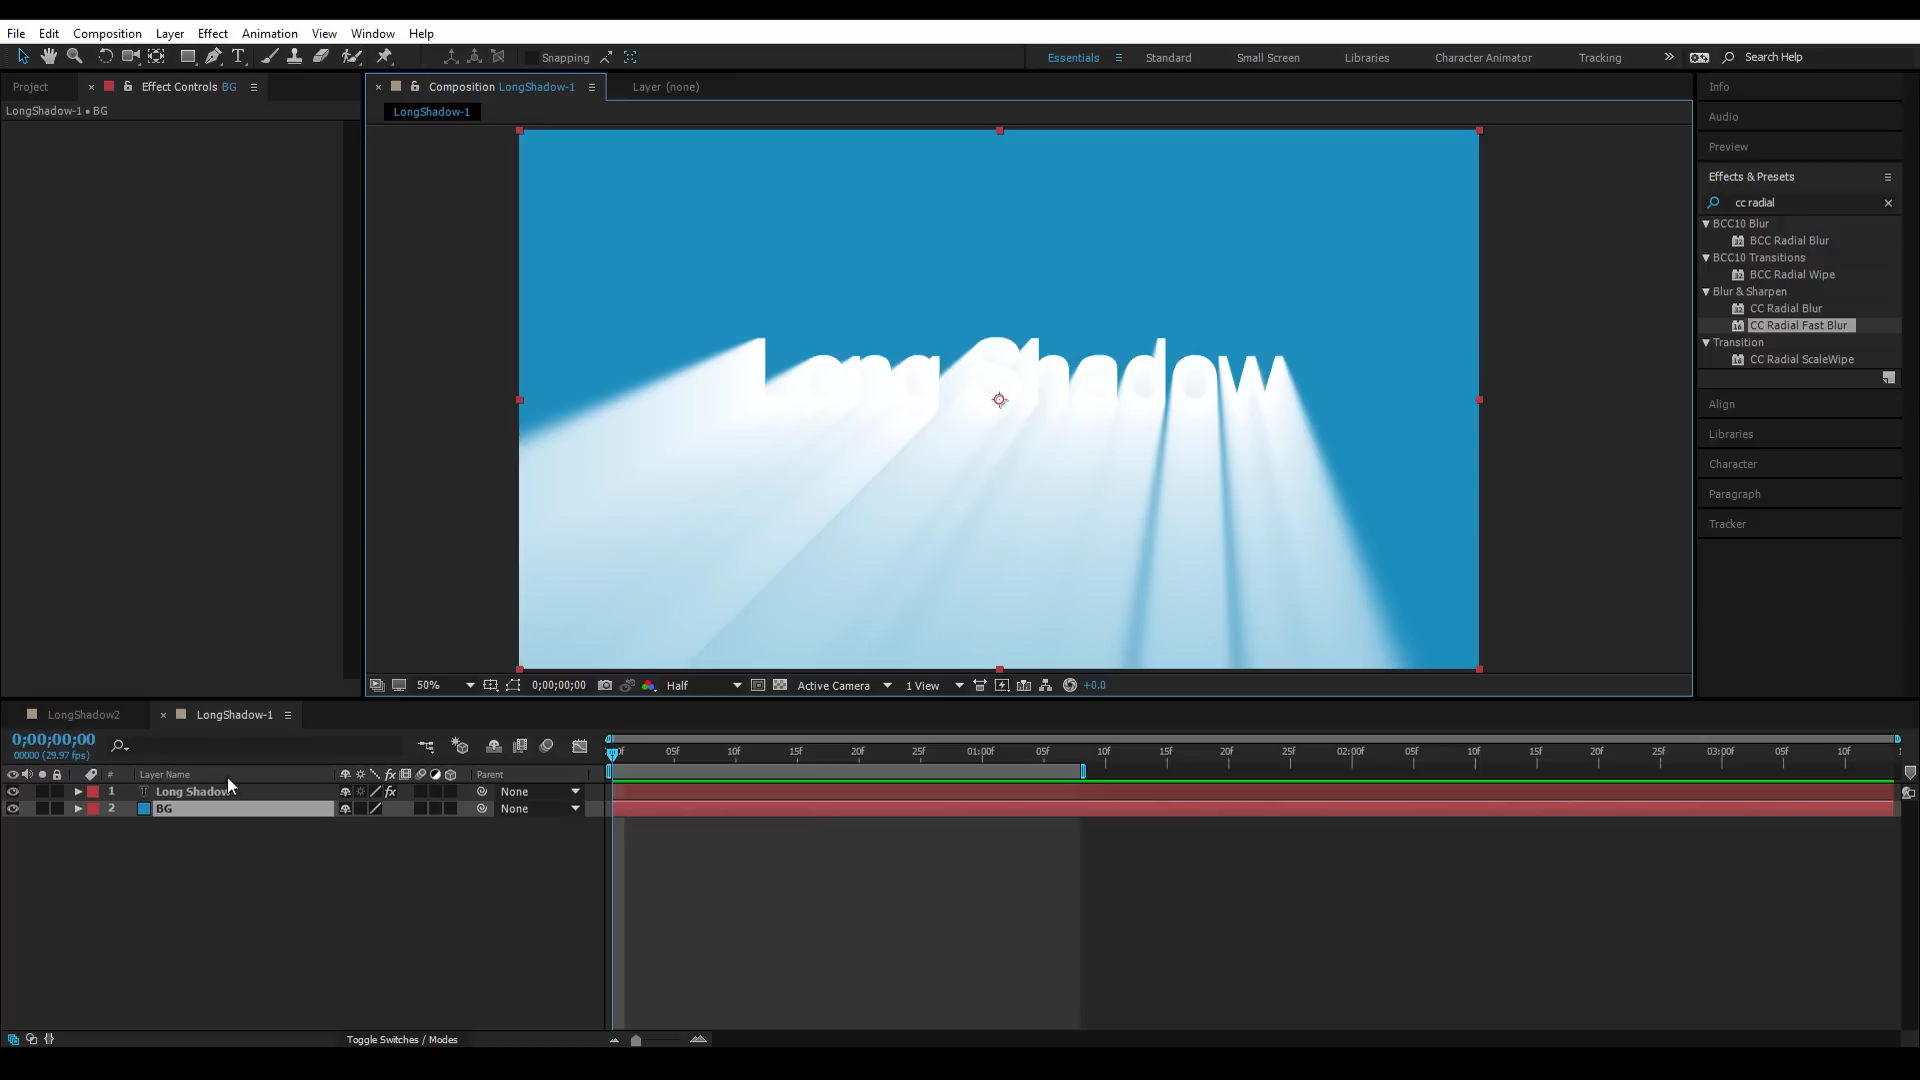 File Edit Composition Layer Effect Animation View Window Help
Snapping Essentials Standard Small Screen Libraries Character Animator Tracking Search Help
Project Effect Controls BG
LongShadow-1 • BG
Composition LongShadow-1 Layer (none)
LongShadow-1
Long Shadow
50% 0;00;00;00 Half Active Camera 1 View +0.0
Info
Audio
Preview
Effects & Presets
cc radial
BCC10 Blur
BCC Radial Blur
BCC10 Transitions
BCC Radial Wipe
Blur & Sharpen
CC Radial Blur
CC Radial Fast Blur
Transition
CC Radial ScaleWipe
Align
Libraries
Character
Paragraph
Tracker
LongShadow2 LongShadow-1
0;00;00;00
00000 (29.97 fps)
05f 10f 15f 20f 25f 01:00f 05f 10f 15f 20f 25f 02:00f 05f 10f 15f 20f 25f 03:00f 05f 10f
# Layer Name fx Parent
1 T Long Shadow fx None
2 BG None
Toggle Switches / Modes